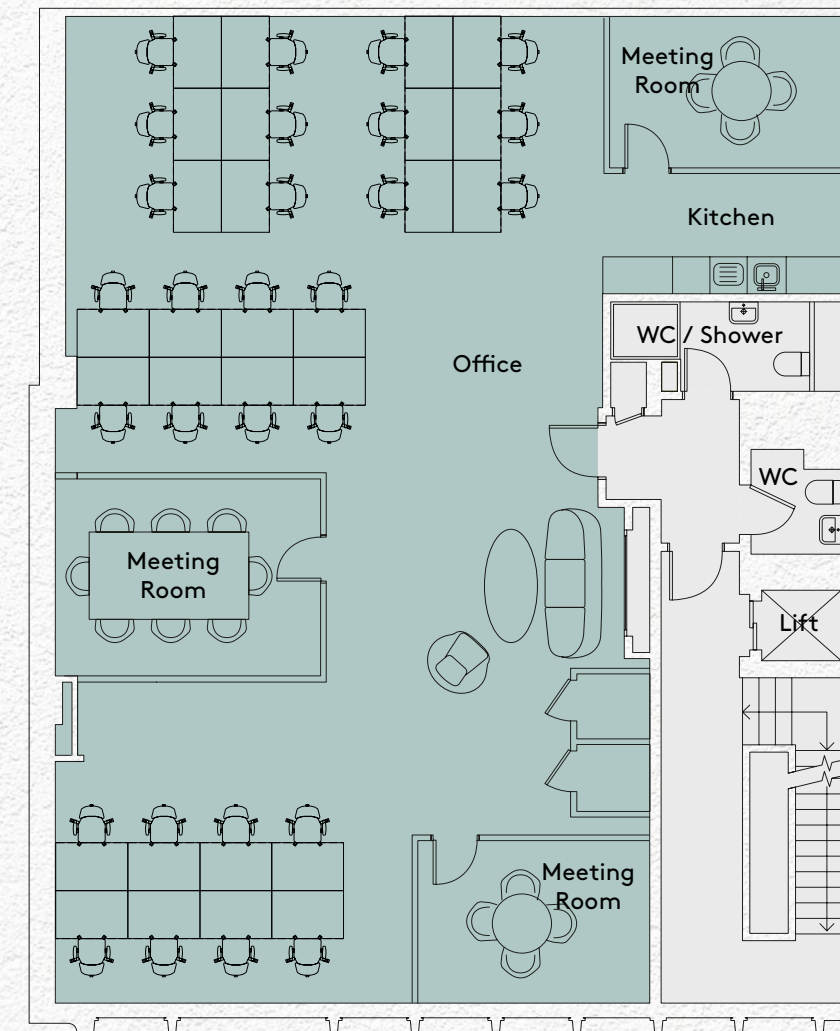 Meeting
Room
Kitchen
WC / Shower
Office
WC
Meeting
Room
Lift
Meeting
Room